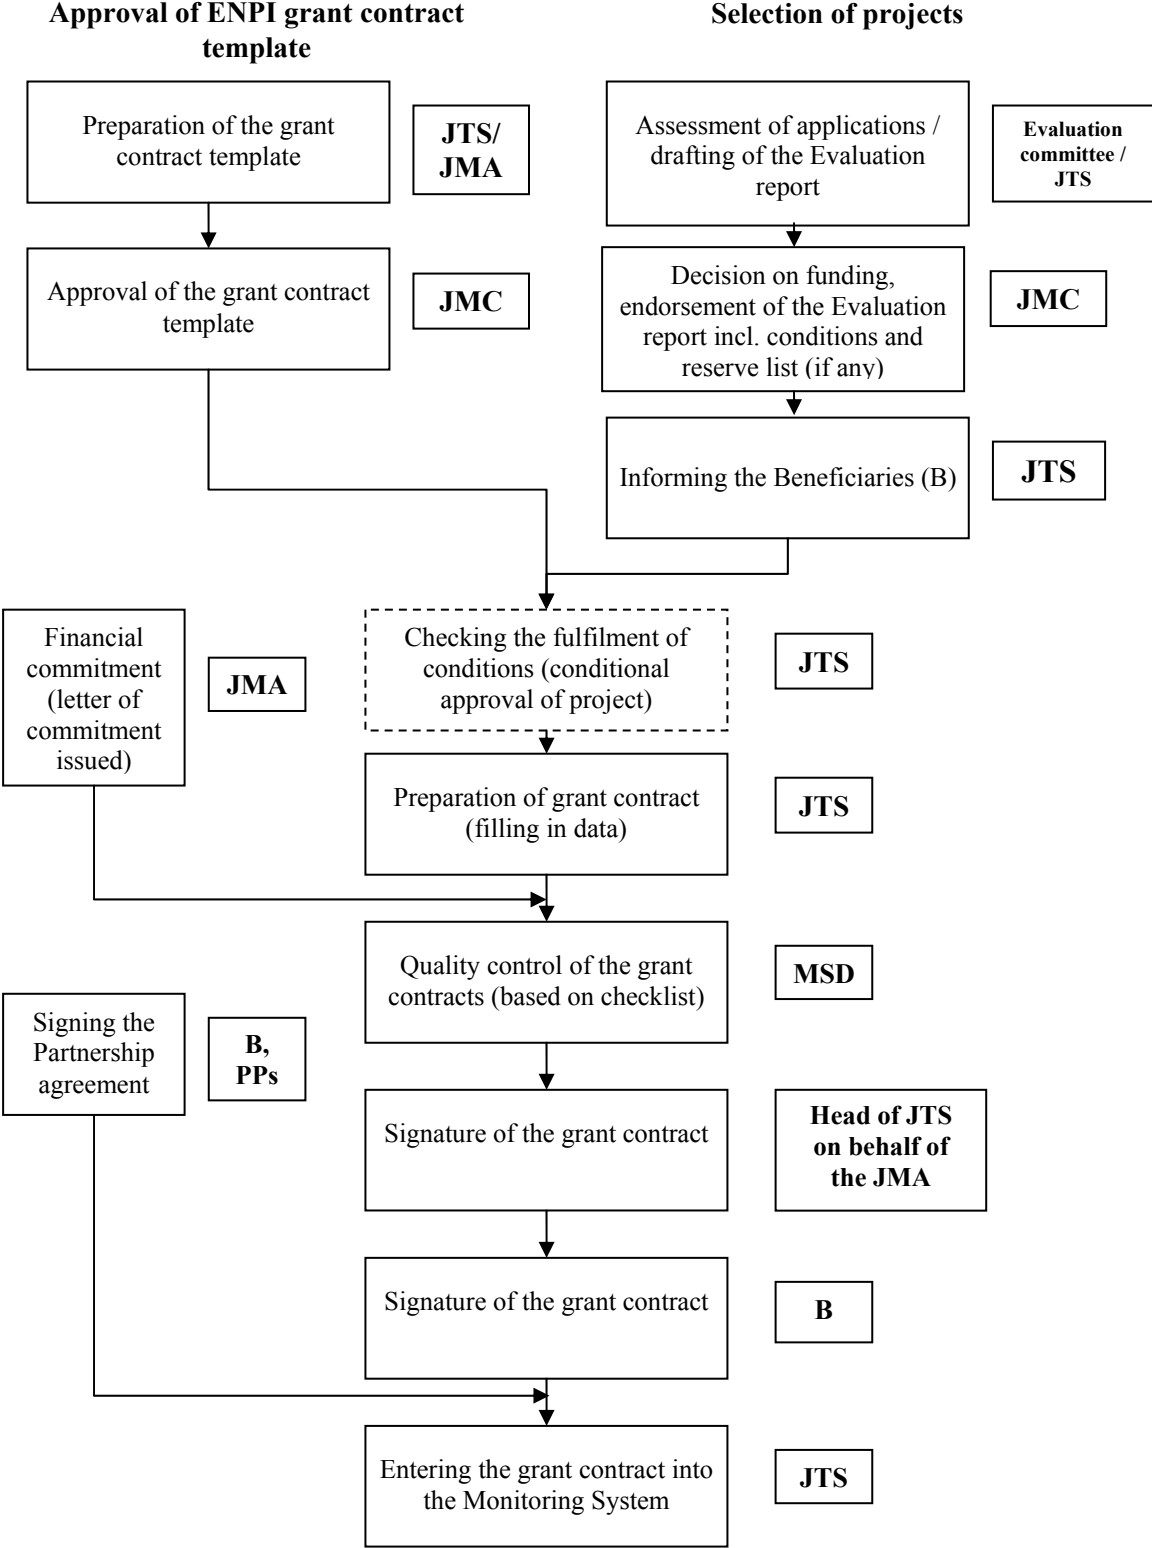 Approval of ENPI grant contract
template
Selection of projects
Preparation of the grant
contract template
JTS/
JMA
Assessment of applications /
drafting of the Evaluation
report
Evaluation
committee /
JTS
Approval of the grant contract
template
JMC
Decision on funding,
endorsement of the Evaluation
report incl. conditions and
reserve list (if any)
JMC
Informing the Beneficiaries (B)
JTS
Financial
commitment
(letter of
commitment
issued)
JMA
Checking the fulfilment of
conditions (conditional
approval of project)
JTS
Preparation of grant contract
(filling in data)
JTS
Quality control of the grant
contracts (based on checklist)
MSD
Signing the
Partnership
agreement
B,
PPs
Signature of the grant contract
Head of JTS
on behalf of
the JMA
Signature of the grant contract
B
Entering the grant contract into
the Monitoring System
JTS